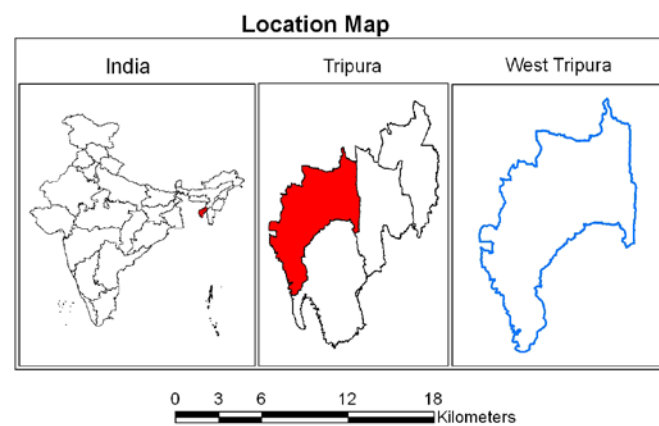 Location Map
India
Tripura
West Tripura
0 3 6 12 18
Kilometers